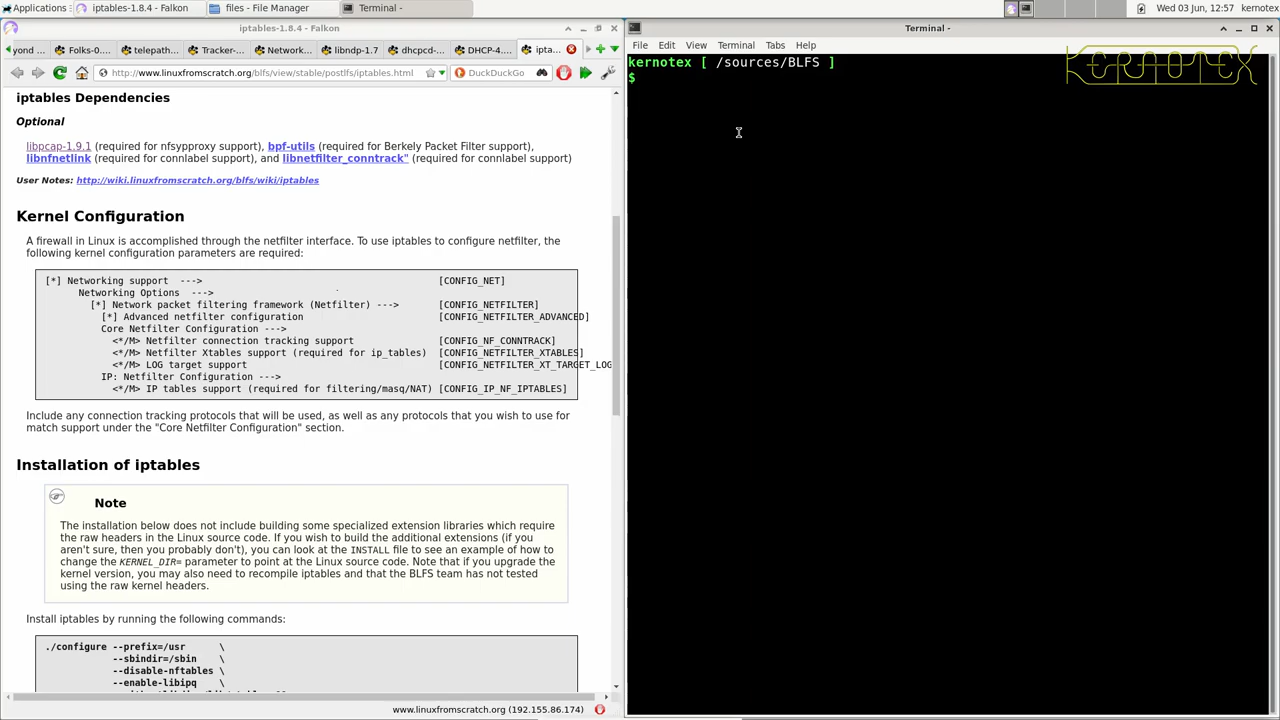 Applications
iptables-1.8.4 - Falkon
files - File Manager
Terminal -
Wed 03 Jun, 12:57
kernotex
iptables-1.8.4 - Falkon
yond ...
Folks-0....
telepath...
Tracker-...
Network...
libndp-1.7
dhcpcd-...
DHCP-4....
ipta...
http://www.linuxfromscratch.org/blfs/view/stable/postlfs/iptables.html
DuckDuckGo
iptables Dependencies
Optional
libpcap-1.9.1 (required for nfsypproxy support), bpf-utils (required for Berkely Packet Filter support),
libnfnetlink (required for connlabel support), and libnetfilter_conntrack" (required for connlabel support)
User Notes: http://wiki.linuxfromscratch.org/blfs/wiki/iptables
Kernel Configuration
A firewall in Linux is accomplished through the netfilter interface. To use iptables to configure netfilter, the
following kernel configuration parameters are required:
[*] Networking support ---> [CONFIG_NET]
Networking Options --->
[*] Network packet filtering framework (Netfilter) ---> [CONFIG_NETFILTER]
[*] Advanced netfilter configuration [CONFIG_NETFILTER_ADVANCED]
Core Netfilter Configuration --->
<*/M> Netfilter connection tracking support [CONFIG_NF_CONNTRACK]
<*/M> Netfilter Xtables support (required for ip_tables) [CONFIG_NETFILTER_XTABLES]
<*/M> LOG target support [CONFIG_NETFILTER_XT_TARGET_LOG
IP: Netfilter Configuration --->
<*/M> IP tables support (required for filtering/masq/NAT) [CONFIG_IP_NF_IPTABLES]
Include any connection tracking protocols that will be used, as well as any protocols that you wish to use for
match support under the "Core Netfilter Configuration" section.
Installation of iptables
Note
The installation below does not include building some specialized extension libraries which require
the raw headers in the Linux source code. If you wish to build the additional extensions (if you
aren't sure, then you probably don't), you can look at the INSTALL file to see an example of how to
change the KERNEL_DIR= parameter to point at the Linux source code. Note that if you upgrade the
kernel version, you may also need to recompile iptables and that the BLFS team has not tested
using the raw kernel headers.
Install iptables by running the following commands:
./configure --prefix=/usr \
--sbindir=/sbin \
--disable-nftables \
--enable-libipq \
www.linuxfromscratch.org (192.155.86.174)
Terminal -
File Edit View Terminal Tabs Help
kernotex [ /sources/BLFS ]
$
KERNOTEX